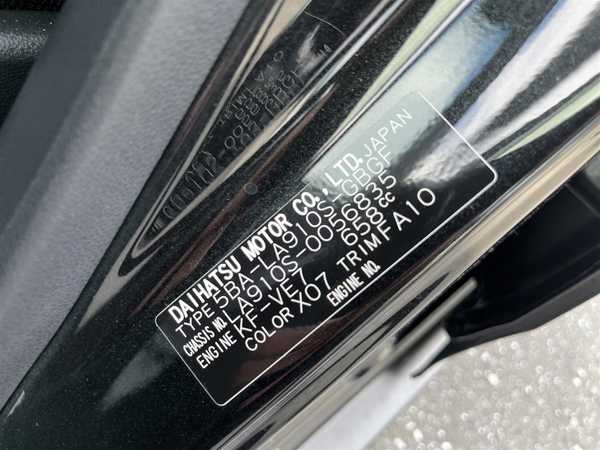 DAIHATSU MOTOR CO., LTD. JAPAN
TYPE 5BA-LA910S-GBGF
CHASSIS NO. LA910S-0056835
ENGINE KF-VE7 658cc
COLOR X07 TRIM FA10
ENGINE NO.